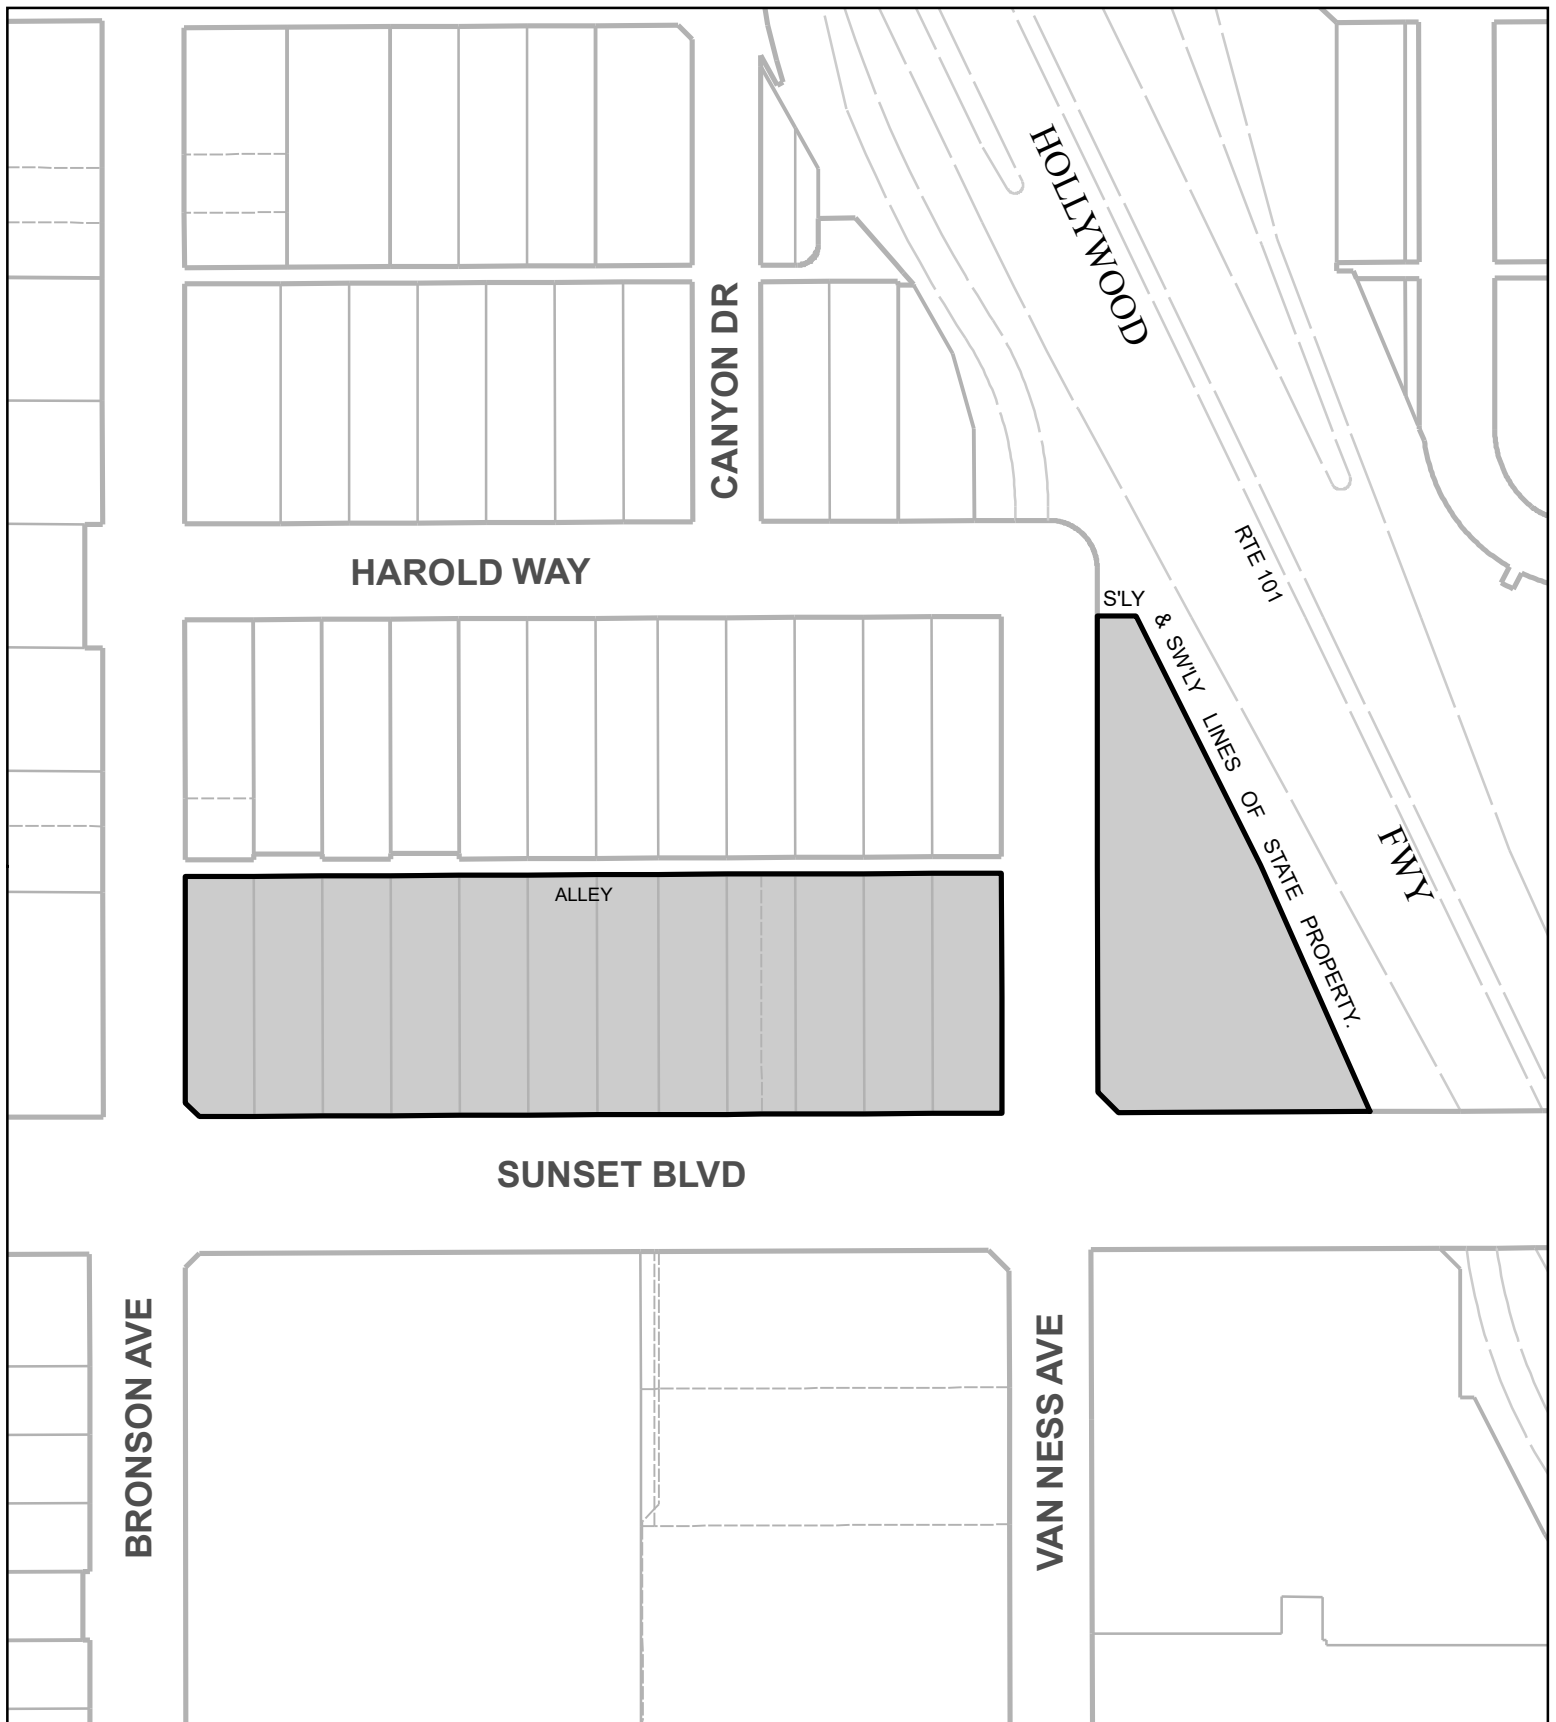 HOLLYWOOD
CANYON DR
RTE 101
HAROLD WAY
S'LY
& SW'LY LINES OF STATE PROPERTY.
FWY
ALLEY
SUNSET BLVD
BRONSON AVE
VAN NESS AVE